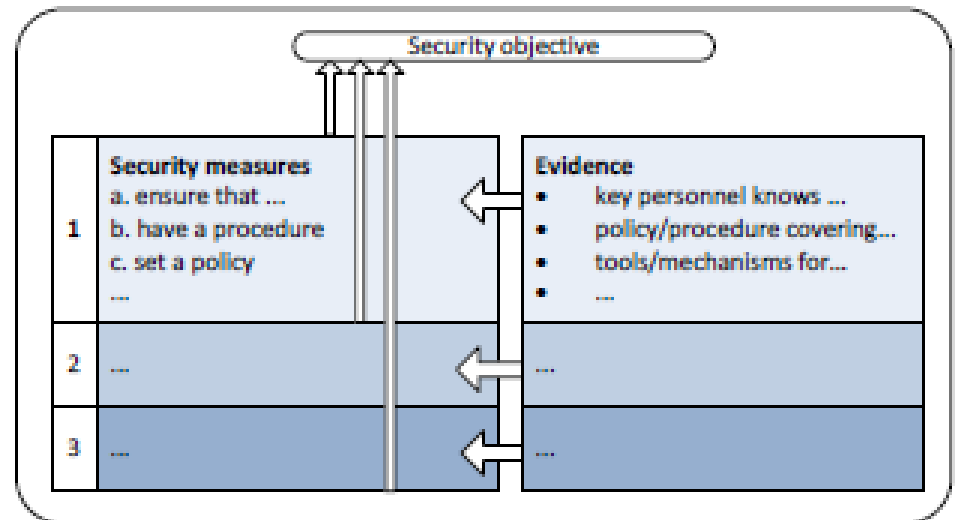 Security objective
1
Security measures
a. ensure that ...
b. have a procedure
c. set a policy
...
Evidence
• key personnel knows ...
• policy/procedure covering...
• tools/mechanisms for...
• ...
2
...
...
3
...
...